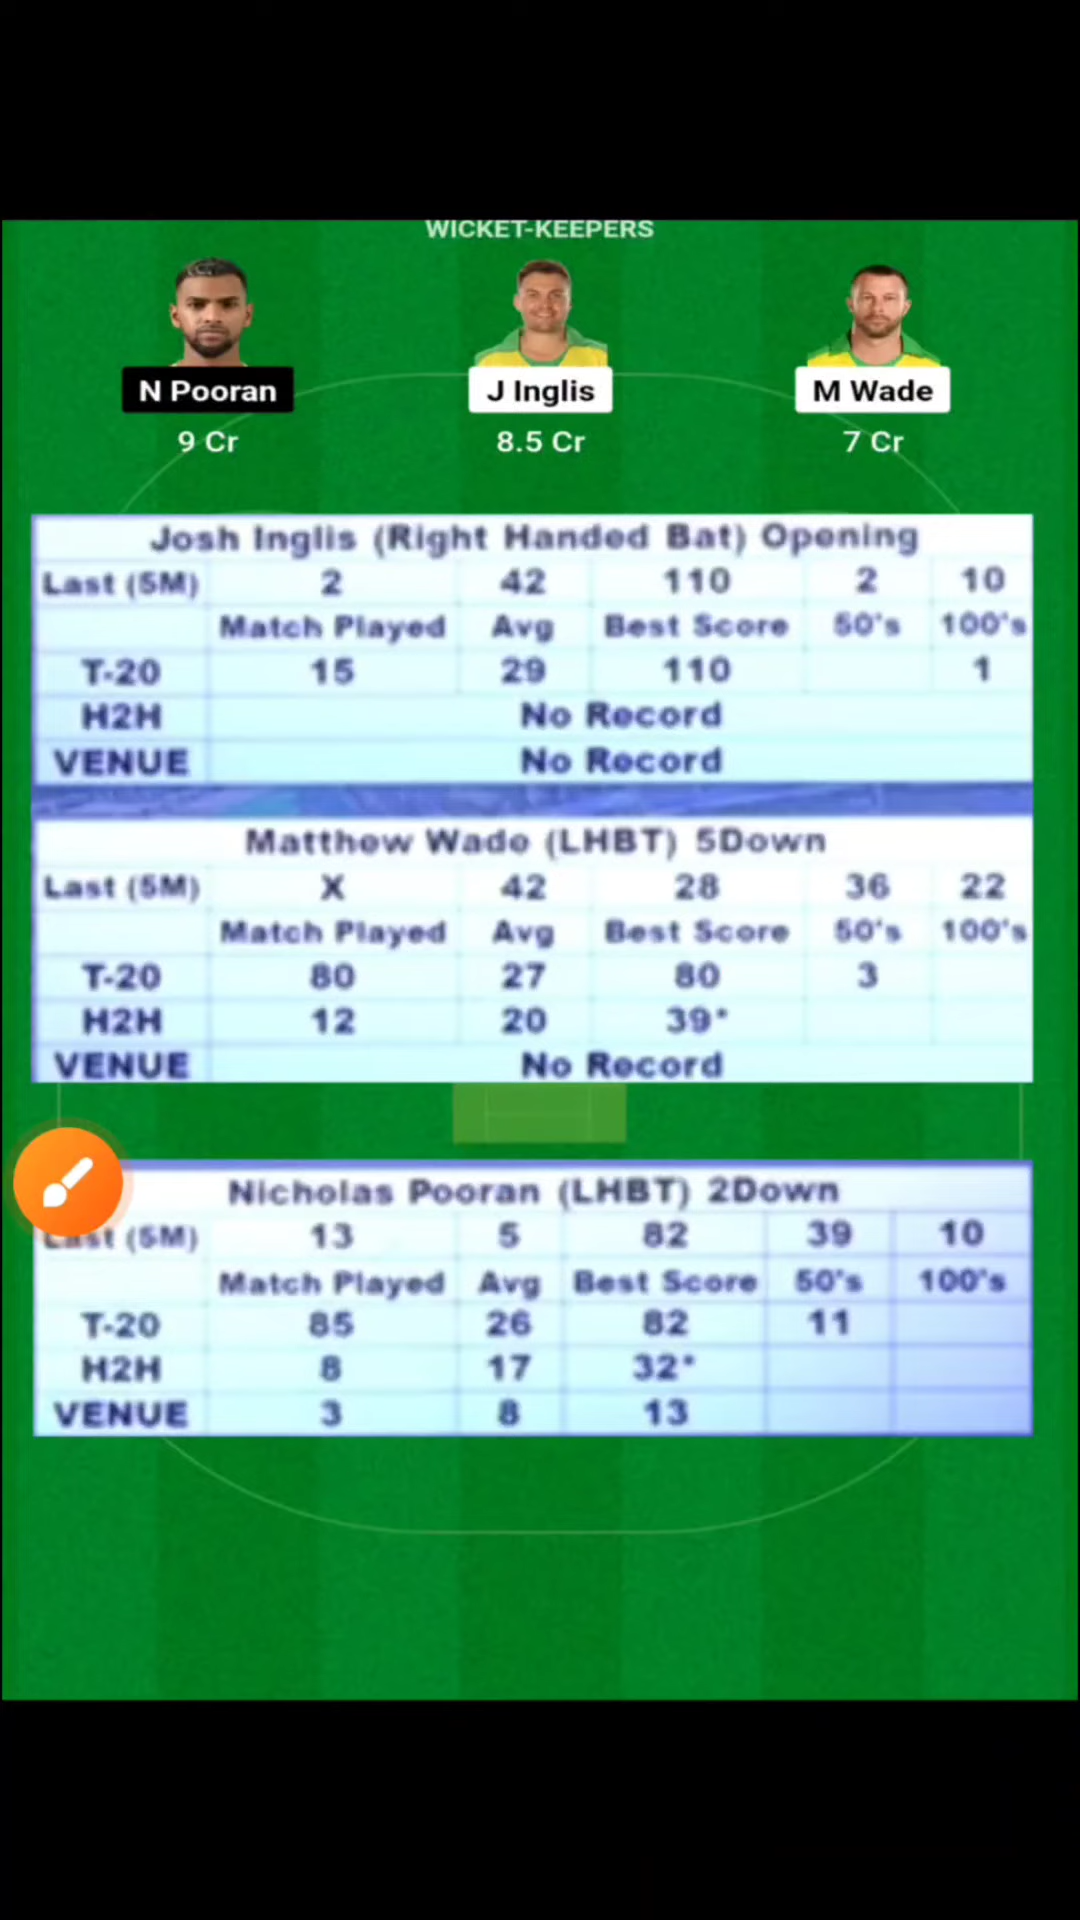 WICKET-KEEPERS
N Pooran J Inglis M Wade
9 Cr 8.5 Cr 7 Cr
Josh Inglis (Right Handed Bat) Opening
Last (5M) 2 42 110 2 10
Match Played Avg Best Score 50's 100's
T-20 15 29 110 1
H2H No Record
VENUE No Record
Matthew Wade (LHBT) 5Down
Last (5M) X 42 28 36 22
Match Played Avg Best Score 50's 100's
T-20 80 27 80 3
H2H 12 20 39*
VENUE No Record
Nicholas Pooran (LHBT) 2Down
Last (5M) 13 5 82 39 10
Match Played Avg Best Score 50's 100's
T-20 85 26 82 11
H2H 8 17 32*
VENUE 3 8 13